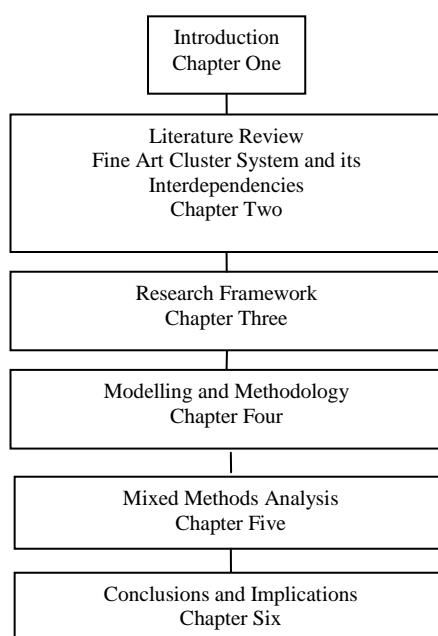 Introduction
Chapter One
Literature Review
Fine Art Cluster System and its
Interdependencies
Chapter Two
Research Framework
Chapter Three
Modelling and Methodology
Chapter Four
Mixed Methods Analysis
Chapter Five
Conclusions and Implications
Chapter Six